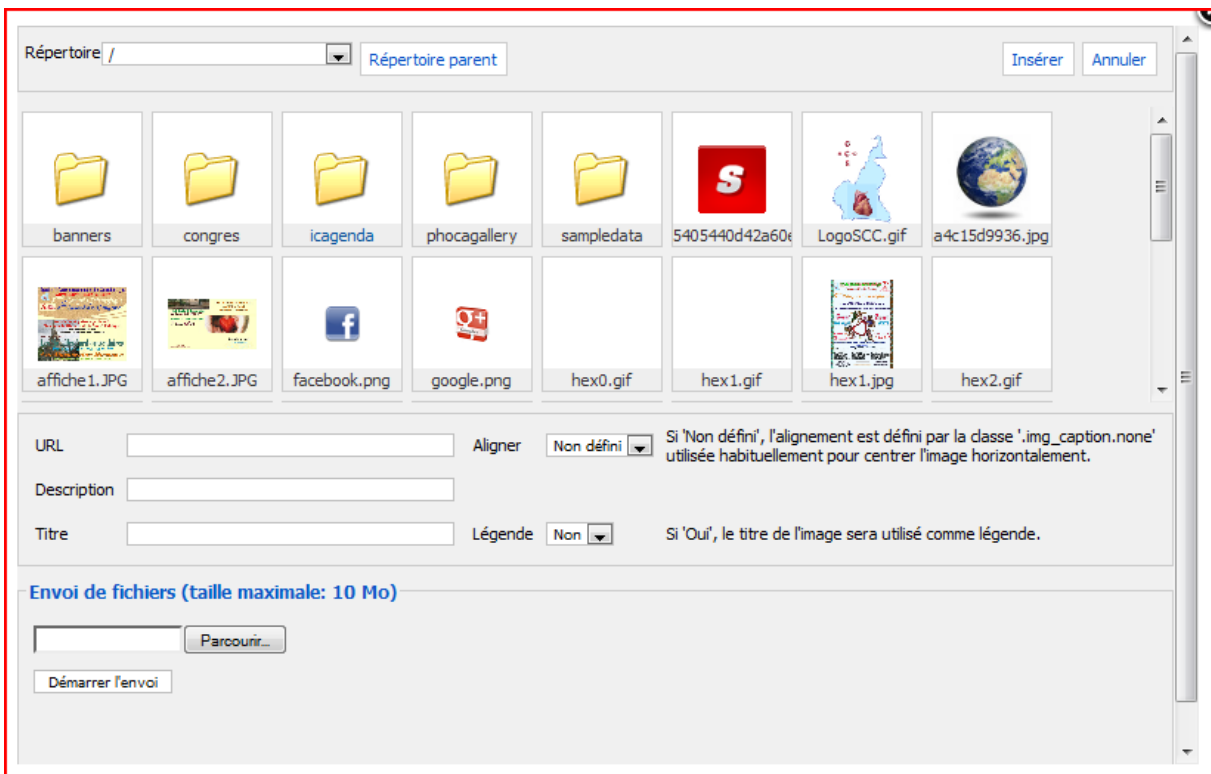 Répertoire / Répertoire parent Insérer Annuler
banners congres icagenda phocagallery sampledata 5405440d42a60e LogoSCC.gif a4c15d9936.jpg
affiche1.JPG affiche2.JPG facebook.png google.png hex0.gif hex1.gif hex1.jpg hex2.gif
URL Aligner Non défini Si 'Non défini', l'alignement est défini par la classe '.img_caption.none'
utilisée habituellement pour centrer l'image horizontalement.
Description
Titre Légende Non Si 'Oui', le titre de l'image sera utilisé comme légende.
Envoi de fichiers (taille maximale: 10 Mo)
Parcourir...
Démarrer l'envoi